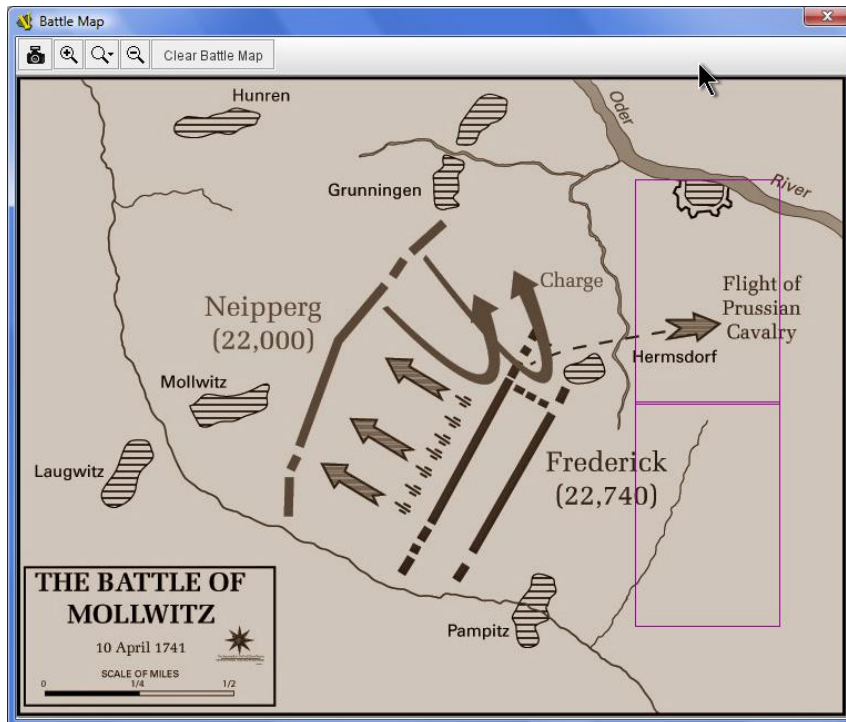 Battle Map
Clear Battle Map
Hunren
Oder
River
Grunningen
Charge
Flight of
Prussian
Cavalry
Neipperg
(22,000)
Hermsdorf
Mollwitz
Laugwitz
Frederick
(22,740)
THE BATTLE OF
MOLLWITZ
10 April 1741
SCALE OF MILES
0 1/4 1/2
Pampitz